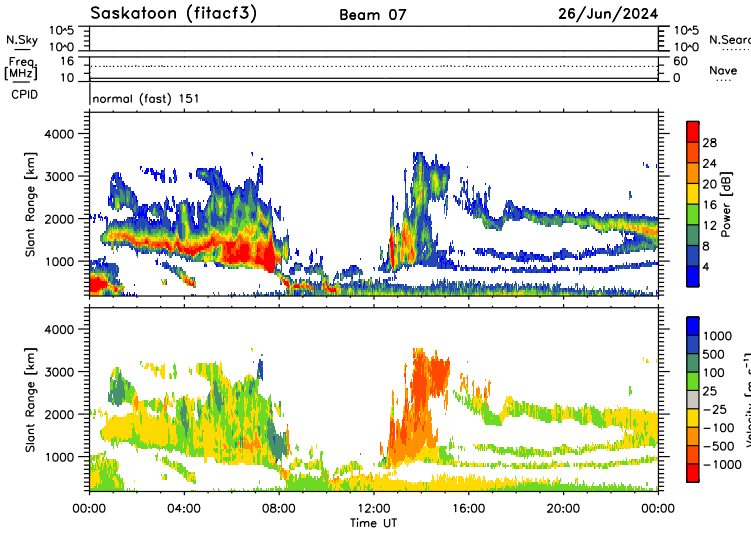 Saskatoon (fitacf3) Beam 07 26/Jun/2024
N.Sky 10^5 10^0 10^5 10^0 N.Sear
Freq. [MHz] 16 10 60 0 Nave
CPID normal (fast) 151
Slant Range [km] 4000 3000 2000 1000
Power [dB] 28 24 20 16 12 8 4
Slant Range [km] 4000 3000 2000 1000
Velocity [m s⁻¹] 1000 500 100 25 -25 -100 -500 -1000
00:00 04:00 08:00 12:00 16:00 20:00 00:00
Time UT